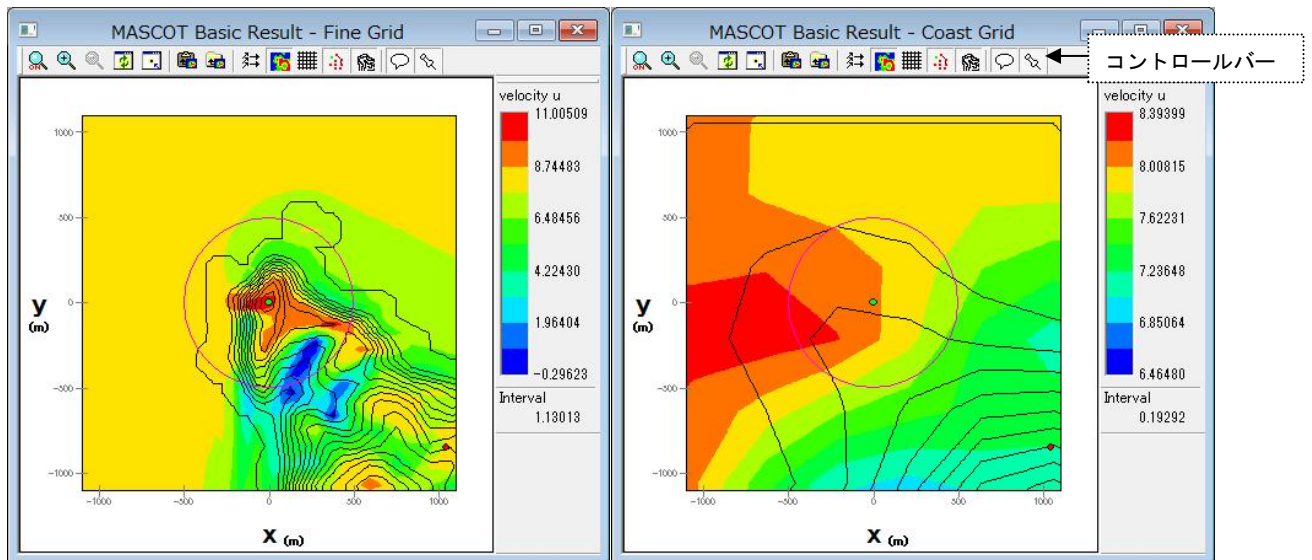 MASCOT Basic Result - Fine Grid
velocity u
11.00509
8.74483
6.48456
4.22430
1.96404
-0.29623
Interval
1.13013
1000
500
0
-500
-1000
y
(m)
-1000
-500
0
500
1000
x (m)
MASCOT Basic Result - Coast Grid
コントロールバー
velocity u
8.39399
8.00815
7.62231
7.23648
6.85064
6.46480
Interval
0.19292
1000
500
0
-500
-1000
y
(m)
-1000
-500
0
500
1000
x (m)